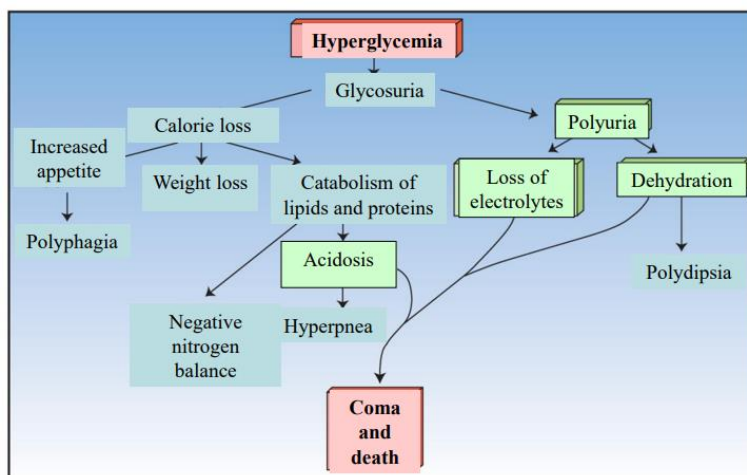 Hyperglycemia
Glycosuria
Calorie loss
Polyuria
Increased
appetite
Weight loss
Catabolism of
lipids and proteins
Loss of
electrolytes
Dehydration
Polyphagia
Acidosis
Polydipsia
Negative
nitrogen
balance
Hyperpnea
Coma
and
death